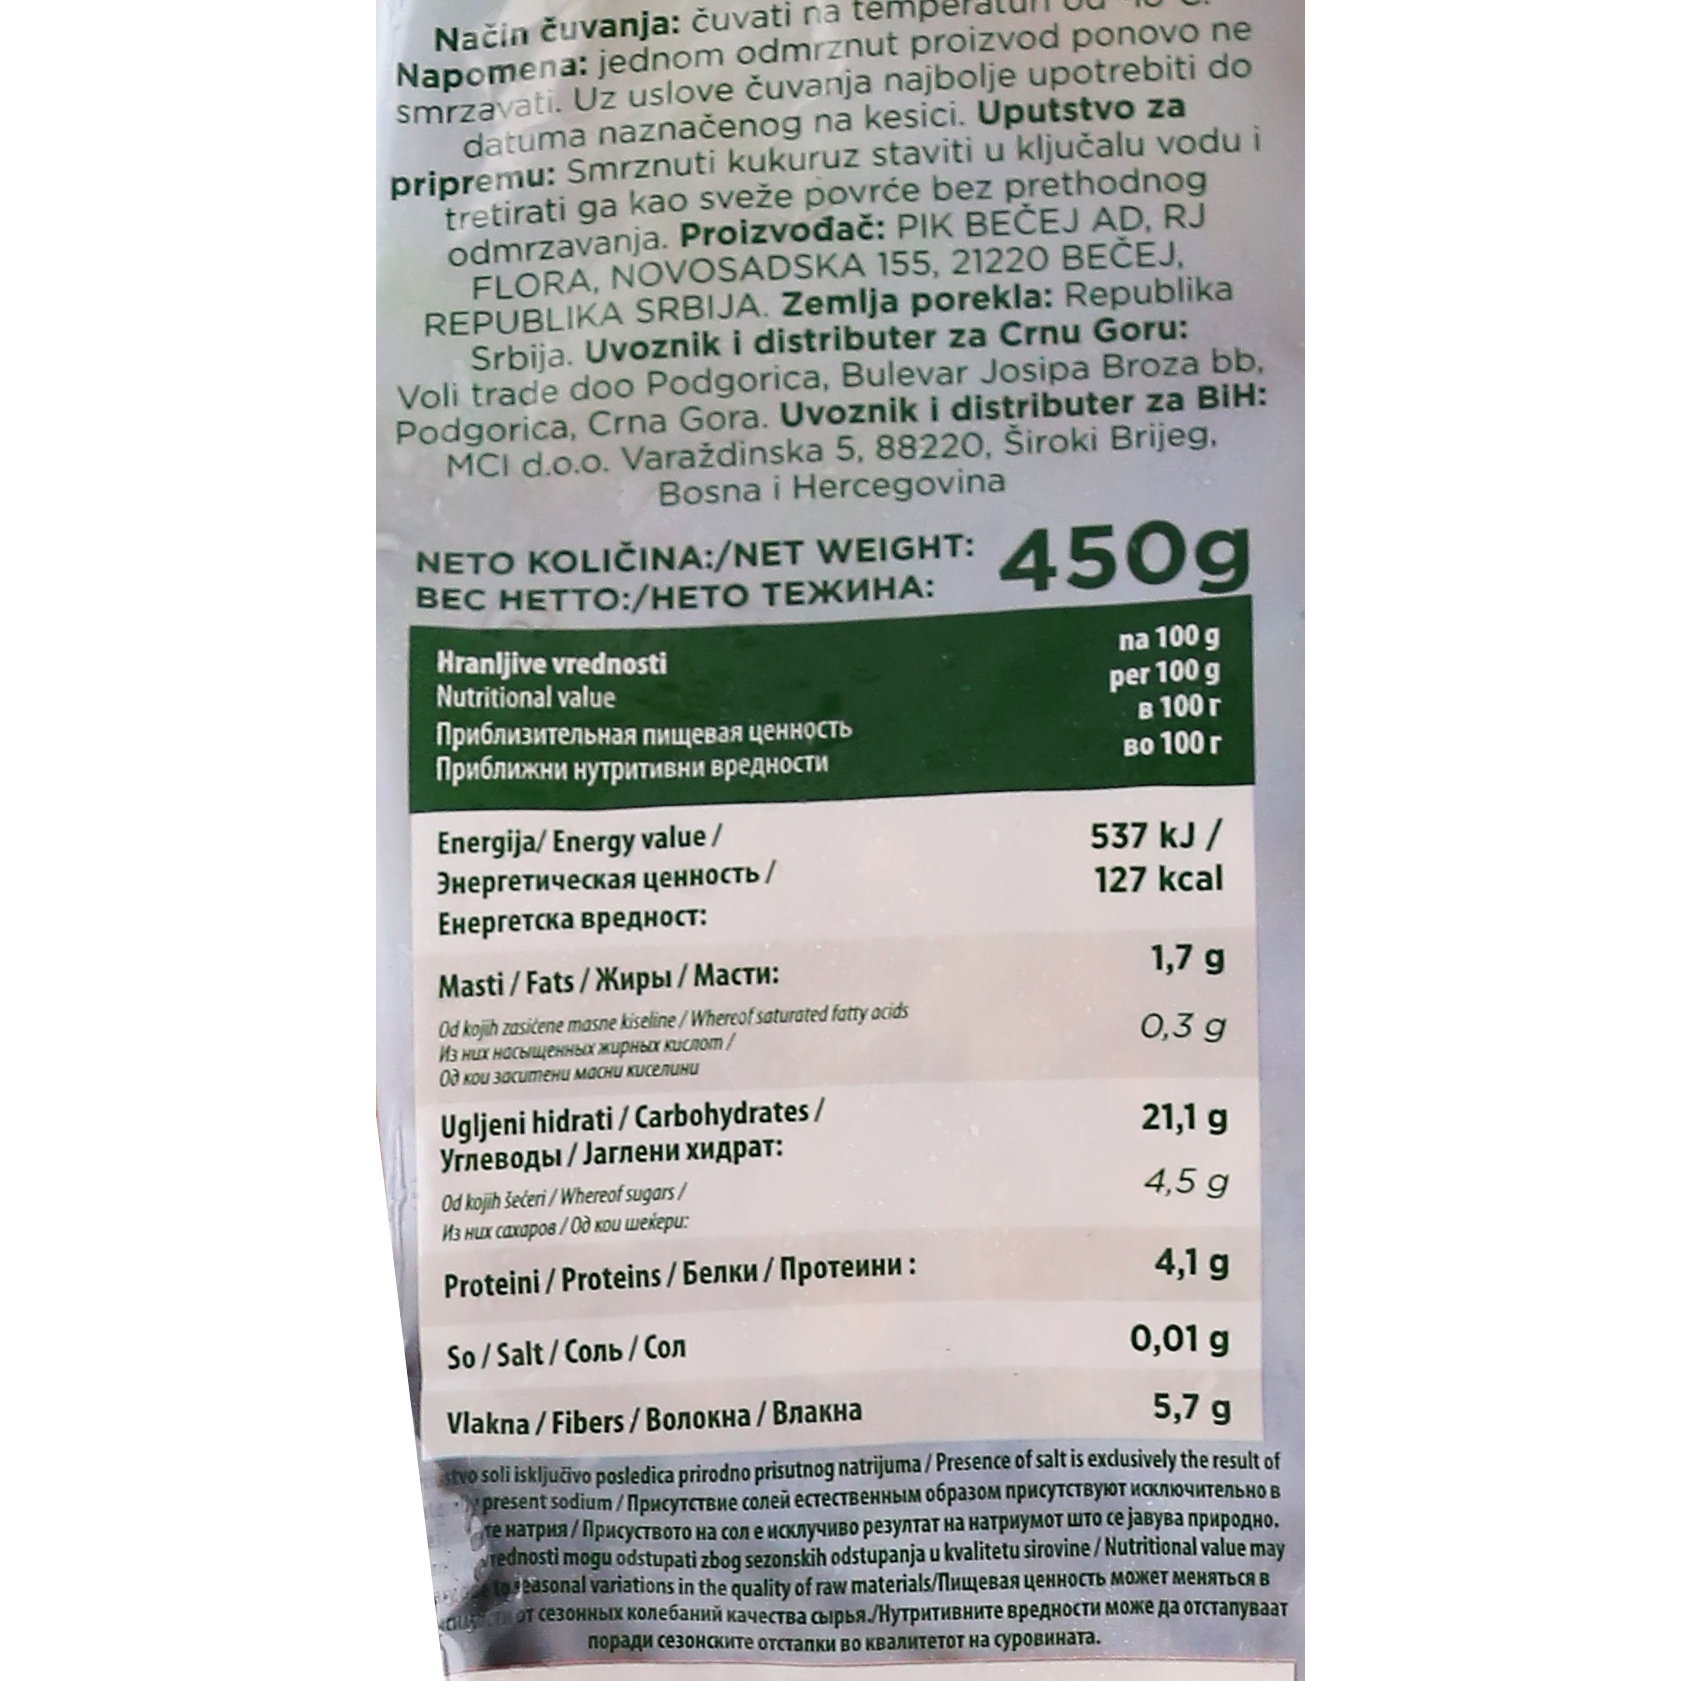 Način čuvanja: čuvati na temperaturi od
Napomena: jednom odmrznut proizvod ponovo ne
smrzavati. Uz uslove čuvanja najbolje upotrebiti do
datuma naznačenog na kesici. Uputstvo za
pripremu: Smrznuti kukuruz staviti u ključalu vodu i
tretirati ga kao sveže povrće bez prethodnog
odmrzavanja. Proizvođač: PIK BEČEJ AD, RJ
FLORA, NOVOSADSKA 155, 21220 BEČEJ,
REPUBLIKA SRBIJA. Zemlja porekla: Republika
Srbija. Uvoznik i distributer za Crnu Goru:
Voli trade doo Podgorica, Bulevar Josipa Broza bb,
Podgorica, Crna Gora. Uvoznik i distributer za BiH:
MCI d.o.o. Varaždinska 5, 88220, Široki Brijeg,
Bosna i Hercegovina
NETO KOLIČINA:/NET WEIGHT: 450g
ВЕС НЕТТО:/НЕТО ТЕЖИНА:
Hranljive vrednosti na 100 g
Nutritional value per 100 g
Приблизительная пищевая ценность в 100 г
Приближни нутритивни вредности во 100 г
Energija/ Energy value / 537 kJ /
Энергетическая ценность / 127 kcal
Енергетска вредност:
Masti / Fats / Жиры / Масти: 1,7 g
Od kojih zasićene masne kiseline / Whereof saturated fatty acids 0,3 g
Из них насыщенных жирных кислот /
Од кои заситени масни киселини
Ugljeni hidrati / Carbohydrates / 21,1 g
Углеводы / Јаглени хидрат:
Od kojih šećeri / Whereof sugars / 4,5 g
Из них сахаров / Од кои шеќери:
Proteini / Proteins / Белки / Протеини : 4,1 g
So / Salt / Соль / Сол 0,01 g
Vlakna / Fibers / Волокна / Влакна 5,7 g
soli isključivo posledica prirodno prisutnog natrijuma / Presence of salt is exclusively the result of
present sodium / Присутствие солей естественным образом присутствуют исключительно в
натрия / Присуството на сол е исклучиво резултат на натриумот што се јавува природно.
vrednosti mogu odstupati zbog sezonskih odstupanja u kvalitetu sirovine / Nutritional value may
to seasonal variations in the quality of raw materials/Пищевая ценность может меняться в
от сезонных колебаний качества сырья./Нутритивните вредности може да отстапуваат
поради сезонските отстапки во квалитетот на суровината.